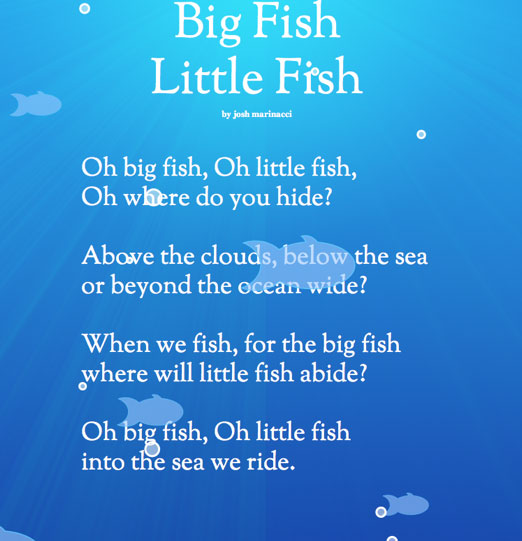 Big Fish
Little Fish
by josh marinacci
Oh big fish, Oh little fish,
Oh where do you hide?
Above the clouds, below the sea
or beyond the ocean wide?
When we fish, for the big fish
where will little fish abide?
Oh big fish, Oh little fish
into the sea we ride.